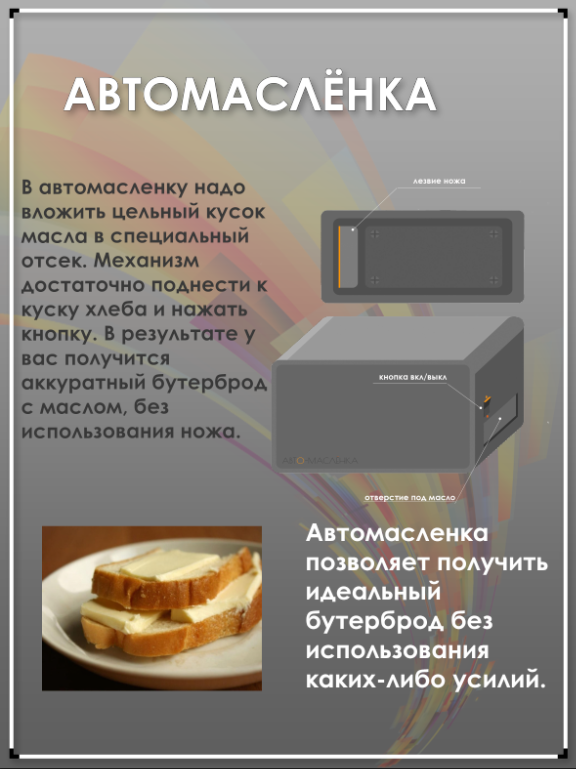 АВТОМАСЛЁНКА
В автомасленку надо
вложить цельный кусок
масла в специальный
отсек. Механизм
достаточно поднести к
куску хлеба и нажать
кнопку. В результате у
вас получится
аккуратный бутерброд
с маслом, без
использования ножа.
лезвие ножа
кнопка вкл/выкл
АВТОМАСЛЕНКА
отверстие под масло
Автомасленка
позволяет получить
идеальный
бутерброд без
использования
каких-либо усилий.